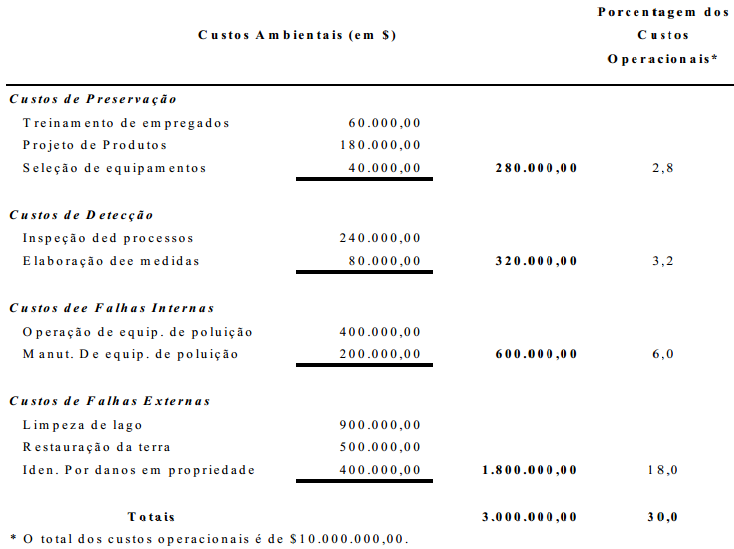 Custos Ambientais (em $)
Porcentagem dos
Custos
Operacionais*
Custos de Preservação
Treinamento de empregados 60.000,00
Projeto de Produtos 180.000,00
Seleção de equipamentos 40.000,00 280.000,00 2,8
Custos de Detecção
Inspeção ded processos 240.000,00
Elaboração dee medidas 80.000,00 320.000,00 3,2
Custos dee Falhas Internas
Operação de equip. de poluição 400.000,00
Manut. De equip. de poluição 200.000,00 600.000,00 6,0
Custos de Falhas Externas
Limpeza de lago 900.000,00
Restauração da terra 500.000,00
Iden. Por danos em propriedade 400.000,00 1.800.000,00 18,0
Totais 3.000.000,00 30,0
* O total dos custos operacionais é de $10.000.000,00.